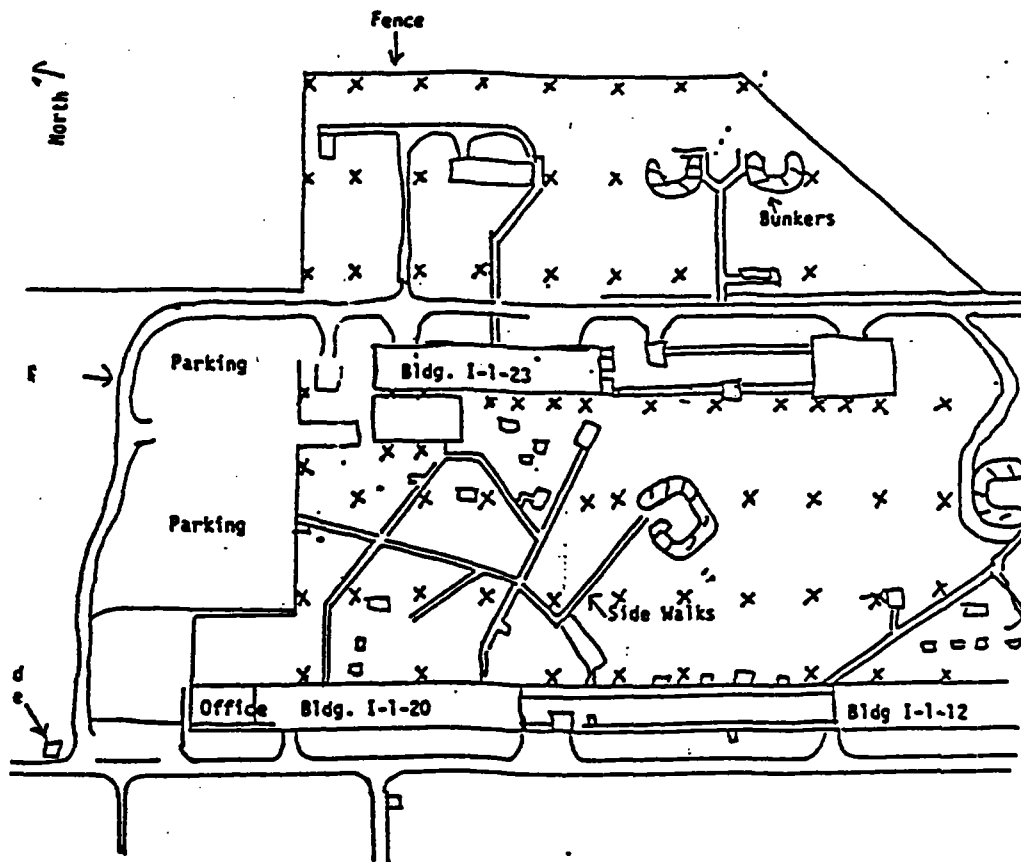 Fence
North
Bunkers
Parking
Bldg. I-1-23
Parking
Side Walks
Office
Bldg. I-1-20
Bldg I-1-12